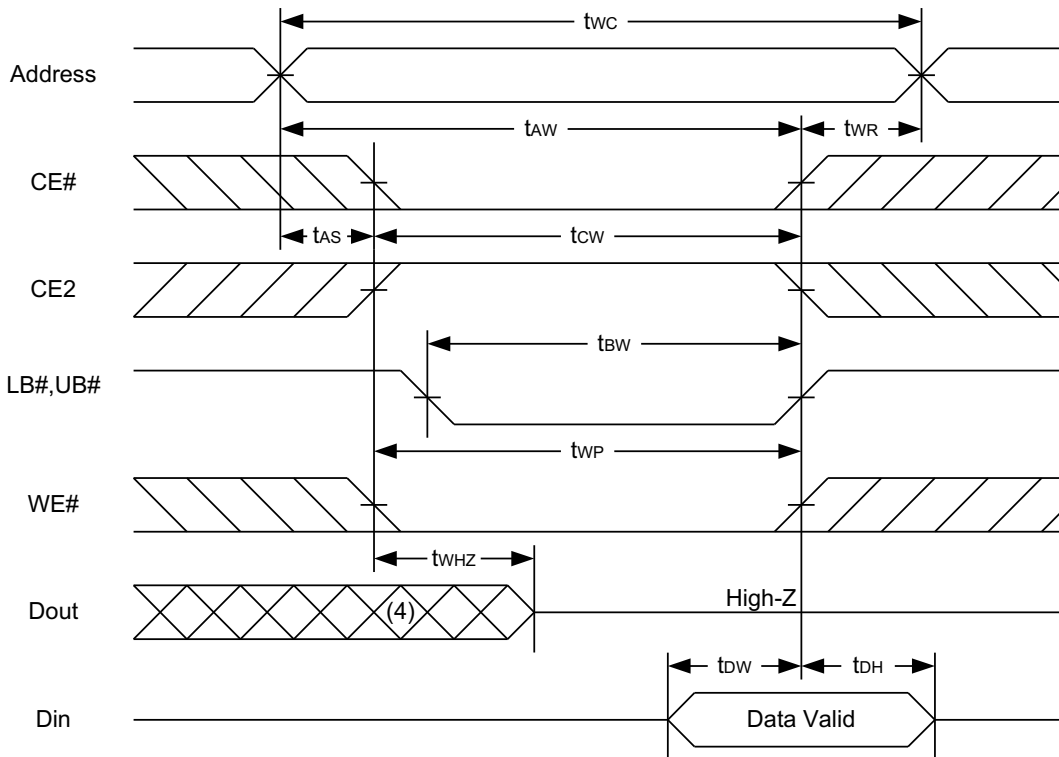 tWC
Address
tAW
tWR
CE#
tAS
tCW
CE2
tBW
LB#,UB#
tWP
WE#
tWHZ
Dout
(4)
High-Z
tDW
tDH
Din
Data Valid